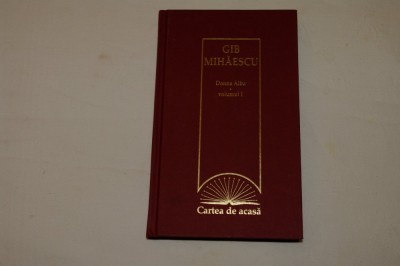 GIB
MIHĂESCU
Donna Alba
volumul I
Cartea de acasă